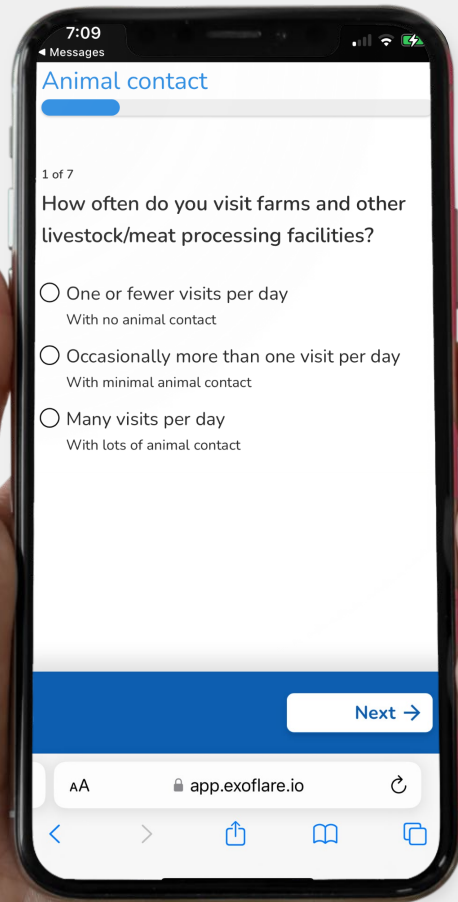 7:09
Messages
Animal contact
1 of 7
How often do you visit farms and other
livestock/meat processing facilities?
One or fewer visits per day
With no animal contact
Occasionally more than one visit per day
With minimal animal contact
Many visits per day
With lots of animal contact
Next →
AA app.exoflare.io